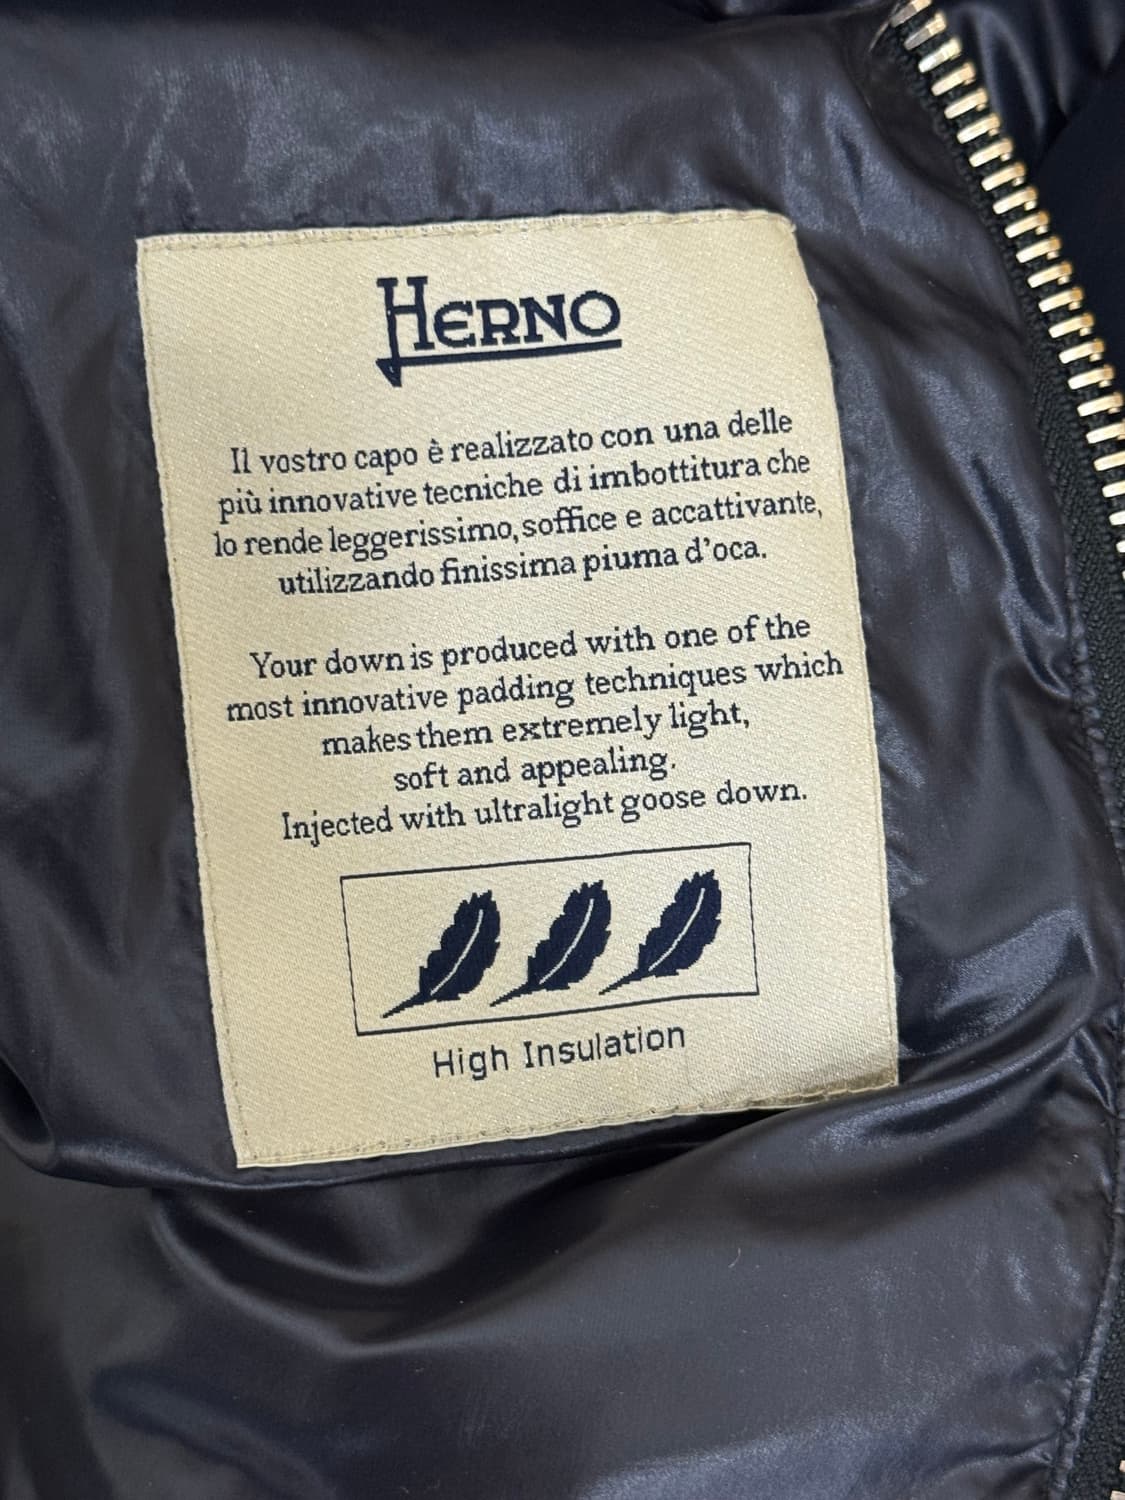 HERNO
Il vostro capo è realizzato con una delle
più innovative tecniche di imbottitura che
lo rende leggerissimo, soffice e accattivante,
utilizzando finissima piuma d'oca.
Your down is produced with one of the
most innovative padding techniques which
makes them extremely light,
soft and appealing.
Injected with ultralight goose down.
High Insulation